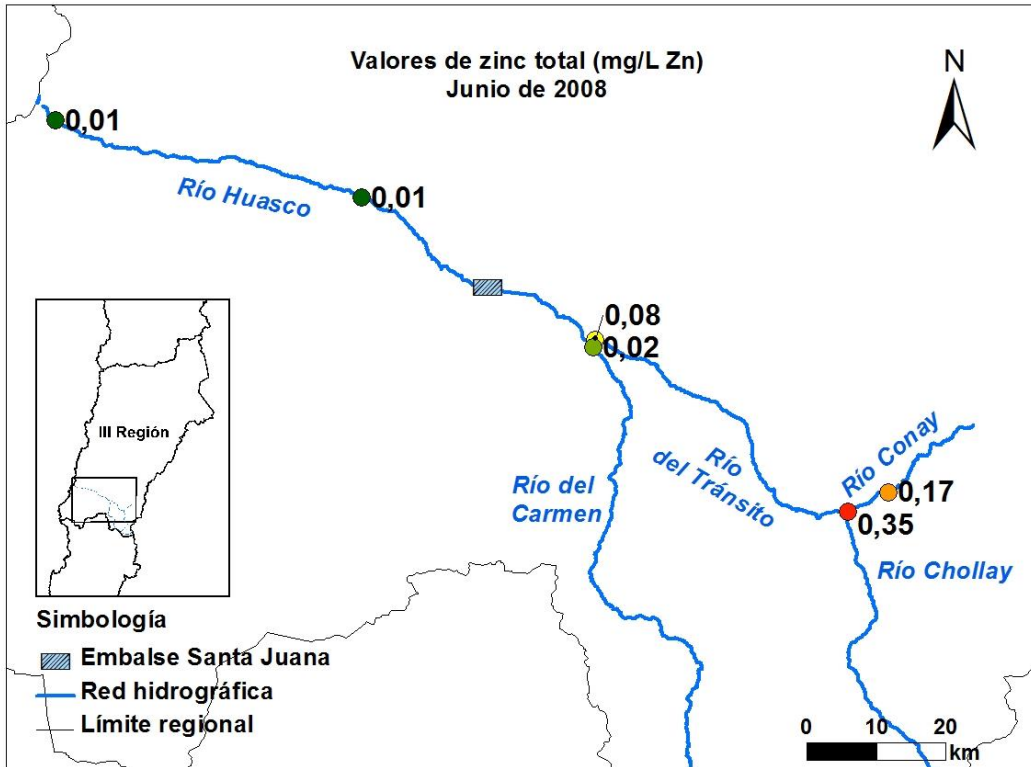 Valores de zinc total (mg/L Zn)
Junio de 2008
N
0,01
Río Huasco
0,01
0,08
0,02
III Región
Río del
Carmen
Río
del Tránsito
Río Conay
0,17
0,35
Río Chollay
Simbología
Embalse Santa Juana
Red hidrográfica
Límite regional
0 10 20
km